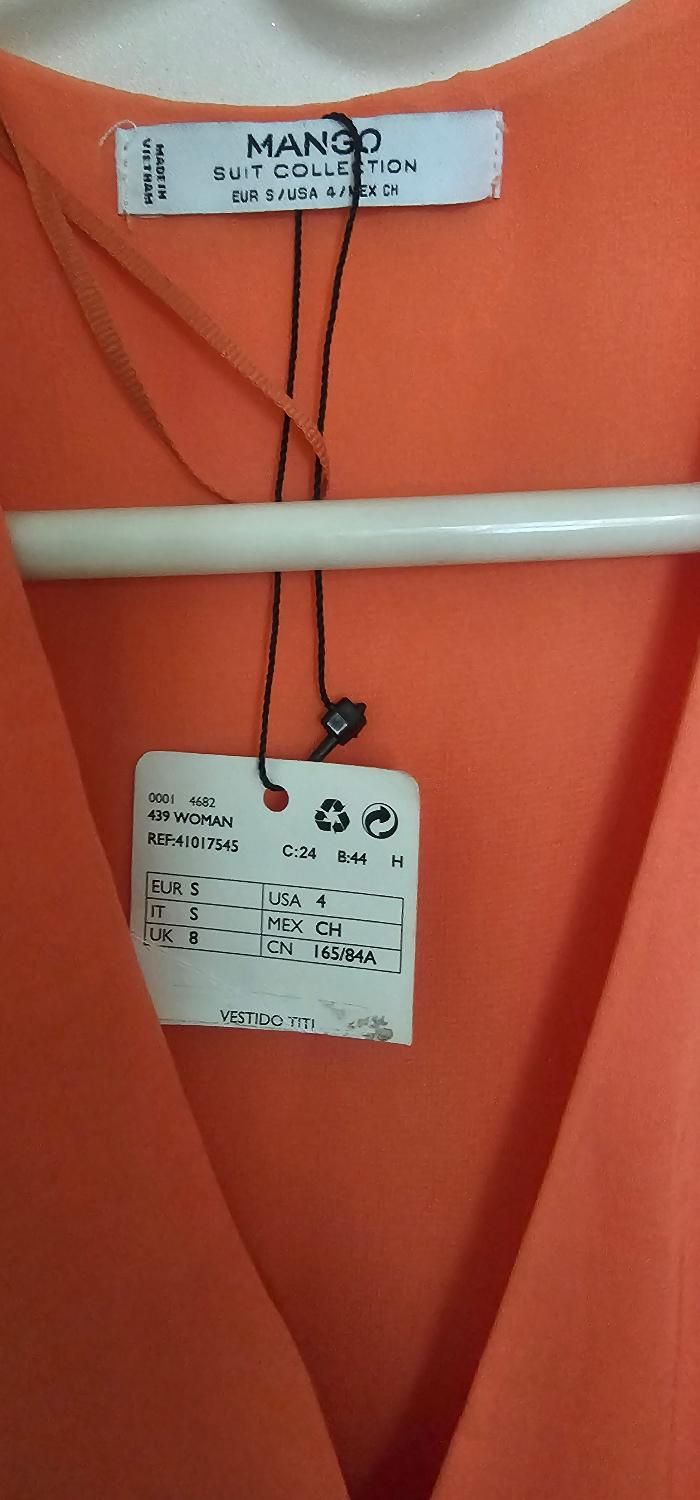 MANGO
SUIT COLLECTION
EUR S/USA 4/MEX CH
MADE IN
VIETNAM
0001 4682
439 WOMAN
REF:41017545
C:24 B:44 H
EUR S USA 4
IT S MEX CH
UK 8 CN 165/84A
VESTIDO TITI